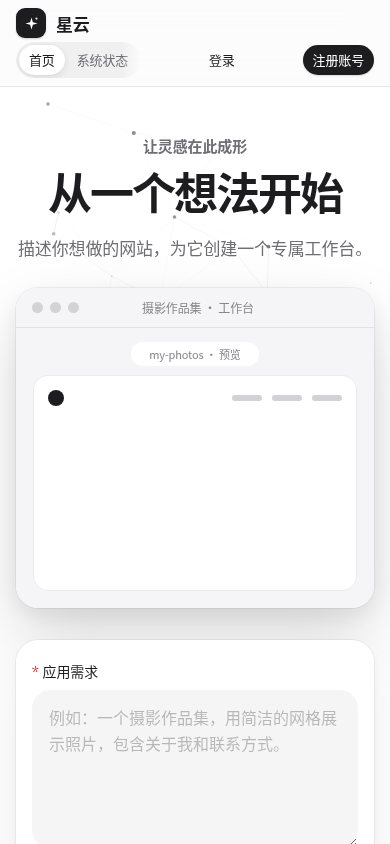 星云
首页 系统状态 登录 注册账号
让灵感在此成形
从一个想法开始
描述你想做的网站，为它创建一个专属工作台。
摄影作品集 · 工作台
my-photos · 预览
* 应用需求
例如：一个摄影作品集，用简洁的网格展
示照片，包含关于我和联系方式。